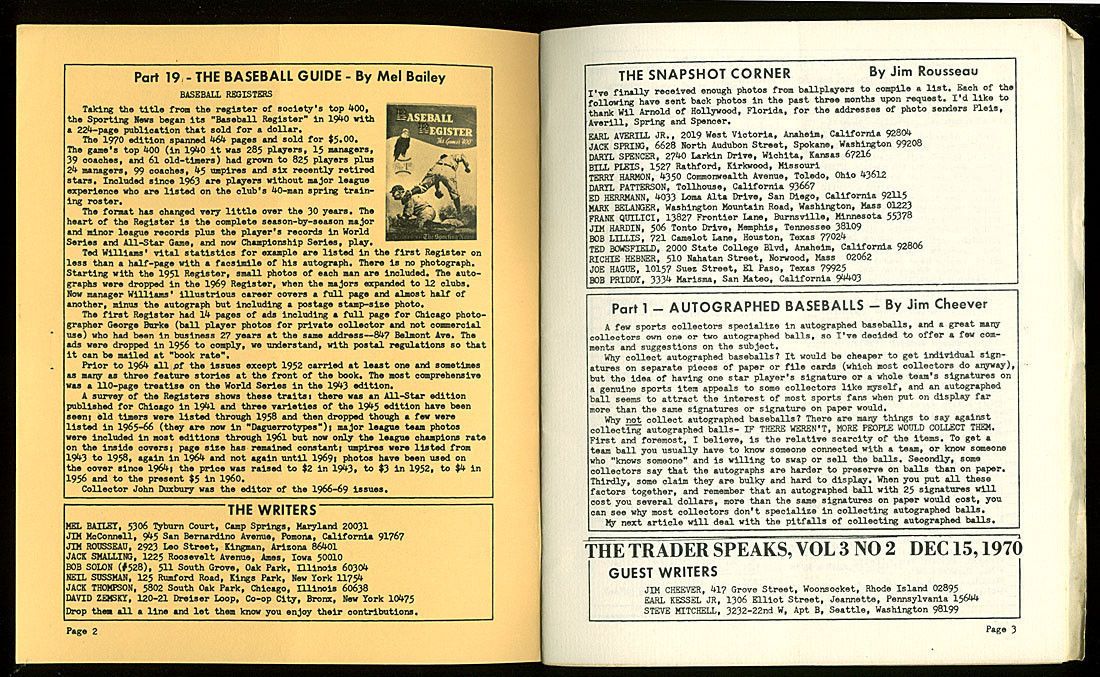 Part 19 - THE BASEBALL GUIDE - By Mel Bailey
BASEBALL REGISTERS
Taking the title from the register of society's top 400,
the Sporting News began its "Baseball Register" in 1940 with
a 224-page publication that sold for a dollar.
The 1970 edition spanned 464 pages and sold for $5.00.
The game's top 400 (in 1940 it was 285 players, 15 managers,
39 coaches, and 61 old-timers) had grown to 825 players plus
24 managers, 99 coaches, 45 umpires and six recently retired
stars. Included since 1963 are players without major league
experience who are listed on the club's 40-man spring train-
ing roster.
The format has changed very little over the 30 years. The
heart of the Register is the complete season-by-season major
and minor league records plus the player's records in World
Series and All-Star Game, and now Championship Series, play.
BASEBALL
REGISTER
The Game's 400
The Sporting News
Ted Williams' vital statistics for example are listed in the first Register on
less than a half-page with a facsimile of his autograph. There is no photograph.
Starting with the 1951 Register, small photos of each man are included. The auto-
graphs were dropped in the 1969 Register, when the majors expanded to 12 clubs.
Now manager Williams' illustrious career covers a full page and almost half of
another, minus the autograph but including a postage stamp-size photo.
The first Register had 14 pages of ads including a full page for Chicago photo-
grapher George Burke (ball player photos for private collector and not commercial
use) who had been in business 27 years at the same address--847 Belmont Ave. The
ads were dropped in 1956 to comply, we understand, with postal regulations so that
it can be mailed at "book rate".
Prior to 1964 all of the issues except 1952 carried at least one and sometimes
as many as three feature stories at the front of the book. The most comprehensive
was a 110-page treatise on the World Series in the 1943 edition.
A survey of the Registers shows these traits: there was an All-Star edition
published for Chicago in 1941 and three varieties of the 1945 edition have been
seen; old timers were listed through 1958 and then dropped though a few were
listed in 1965-66 (they are now in "Daguerrotypes"); major league team photos
were included in most editions through 1961 but now only the league champions rate
on the inside covers; page size has remained constant; umpires were listed from
1943 to 1958, again in 1964 and not again until 1969; photos have been used on
the cover since 1964; the price was raised to $2 in 1943, to $3 in 1952, to $4 in
1956 and to the present $5 in 1960.
Collector John Duxbury was the editor of the 1966-69 issues.
THE WRITERS
MEL BAILEY, 5306 Tyburn Court, Camp Springs, Maryland 20031
JIM McConnell, 945 San Bernardino Avenue, Pomona, California 91767
JIM ROUSSEAU, 2923 Leo Street, Kingman, Arizona 86401
JACK SMALLING, 1225 Roosevelt Avenue, Ames, Iowa 50010
BOB SOLON (#528), 511 South Grove, Oak Park, Illinois 60304
NEIL SUSSMAN, 125 Rumford Road, Kings Park, New York 11754
JACK THOMPSON, 5802 South Oak Park, Chicago, Illinois 60638
DAVID ZEMSKY, 120-21 Dreiser Loop, Co-op City, Bronx, New York 10475
Drop them all a line and let them know you enjoy their contributions.
Page 2
THE SNAPSHOT CORNER By Jim Rousseau
I've finally received enough photos from ballplayers to compile a list. Each of the
following have sent back photos in the past three months upon request. I'd like to
thank Wil Arnold of Hollywood, Florida, for the addresses of photo senders Pleis,
Averill, Spring and Spencer.
EARL AVERILL JR., 2019 West Victoria, Anaheim, California 92804
JACK SPRING, 6628 North Audubon Street, Spokane, Washington 99208
DARYL SPENCER, 2740 Larkin Drive, Wichita, Kansas 67216
BILL PLEIS, 1527 Rathford, Kirkwood, Missouri
TERRY HARMON, 4350 Commonwealth Avenue, Toledo, Ohio 43612
DARYL PATTERSON, Tollhouse, California 93667
ED HERRMANN, 4033 Loma Alta Drive, San Diego, California 92115
MARK BELANGER, Washington Mountain Road, Washington, Mass 01223
FRANK QUILICI, 13827 Frontier Lane, Burnsville, Minnesota 55378
JIM HARDIN, 506 Tonto Drive, Memphis, Tennessee 38109
BOB LILLIS, 721 Camelot Lane, Houston, Texas 77024
TED BOWSFIELD, 2000 State College Blvd, Anaheim, California 92806
RICHIE HEBNER, 510 Nahatan Street, Norwood, Mass 02062
JOE HAGUE, 10157 Suez Street, El Paso, Texas 79925
BOB PRIDDY, 3334 Marisma, San Mateo, California 94403
Part 1 — AUTOGRAPHED BASEBALLS — By Jim Cheever
A few sports collectors specialize in autographed baseballs, and a great many
collectors own one or two autographed balls, so I've decided to offer a few com-
ments and suggestions on the subject.
Why collect autographed baseballs? It would be cheaper to get individual sign-
atures on separate pieces of paper or file cards (which most collectors do anyway),
but the idea of having one star player's signature or a whole team's signatures on
a genuine sports item appeals to some collectors like myself, and an autographed
ball seems to attract the interest of most sports fans when put on display far
more than the same signatures or signature on paper would.
Why not collect autographed baseballs? There are many things to say against
collecting autographed balls- IF THERE WEREN'T, MORE PEOPLE WOULD COLLECT THEM.
First and foremost, I believe, is the relative scarcity of the items. To get a
team ball you usually have to know someone connected with a team, or know someone
who "knows someone" and is willing to swap or sell the balls. Secondly, some
collectors say that the autographs are harder to preserve on balls than on paper.
Thirdly, some claim they are bulky and hard to display. When you put all these
factors together, and remember that an autographed ball with 25 signatures will
cost you several dollars, more than the same signatures on paper would cost, you
can see why most collectors don't specialize in collecting autographed balls.
My next article will deal with the pitfalls of collecting autographed balls.
THE TRADER SPEAKS, VOL 3 NO 2 DEC 15, 1970
GUEST WRITERS
JIM CHEEVER, 417 Grove Street, Woonsocket, Rhode Island 02895
EARL KESSEL JR, 1306 Elliot Street, Jeannette, Pennsylvania 15644
STEVE MITCHELL, 3232-22nd W, Apt B, Seattle, Washington 98199
Page 3